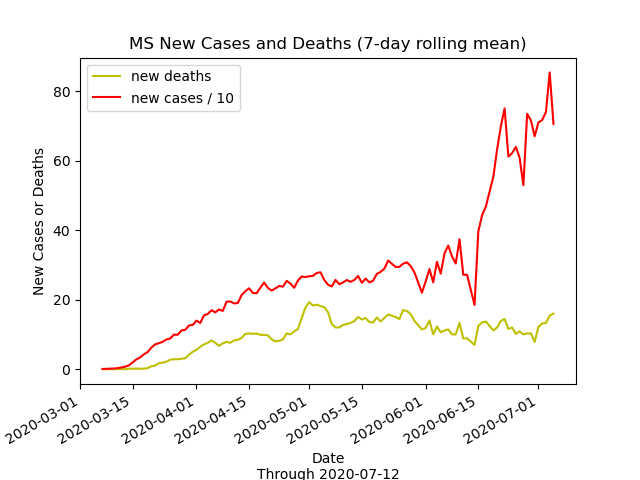 MS New Cases and Deaths (7-day rolling mean)
new deaths
new cases / 10
80
60
40
20
0
New Cases or Deaths
2020-03-01
2020-03-15
2020-04-01
2020-04-15
2020-05-01
2020-05-15
2020-06-01
2020-06-15
2020-07-01
Date
Through 2020-07-12